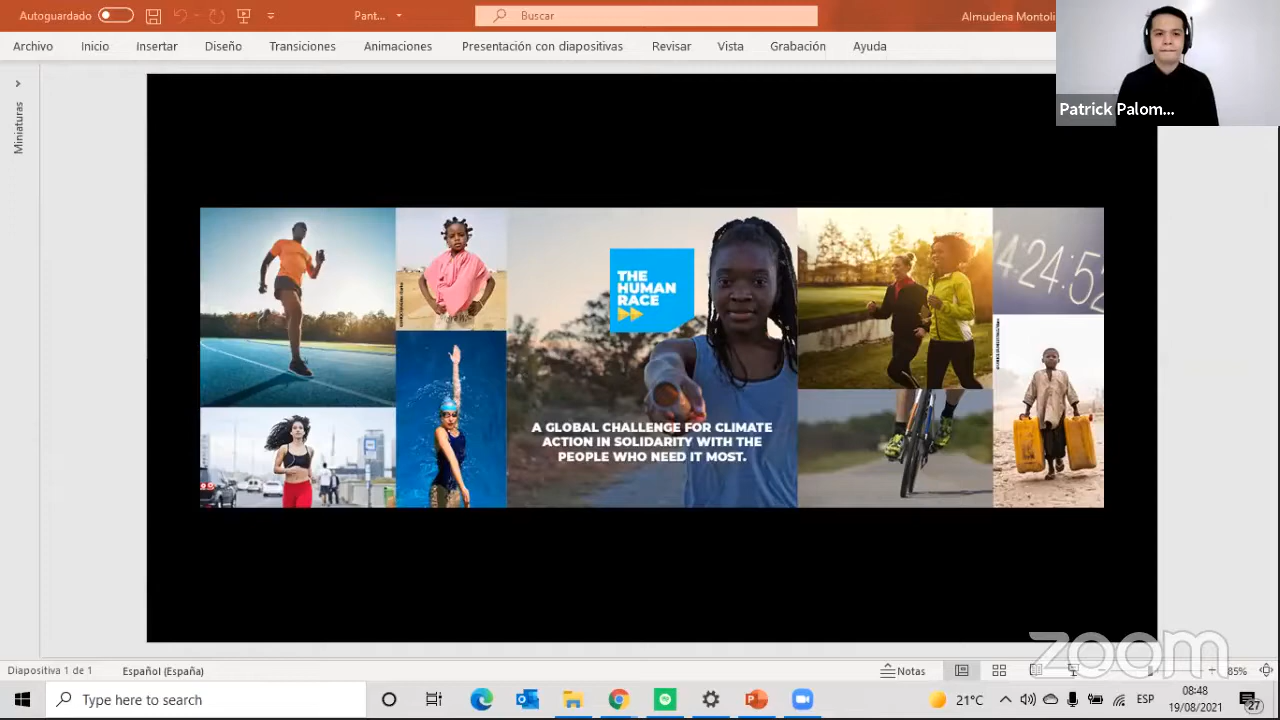 Autoguardado
Pant...
Buscar
Almudena Montoli
Archivo
Inicio
Insertar
Diseño
Transiciones
Animaciones
Presentación con diapositivas
Revisar
Vista
Grabación
Ayuda
Patrick Palom...
Miniaturas
THE
HUMAN
RACE
4:24:52
A GLOBAL CHALLENGE FOR CLIMATE
ACTION IN SOLIDARITY WITH THE
PEOPLE WHO NEED IT MOST.
zoom
Diapositiva 1 de 1
Español (España)
Notas
85%
Type here to search
21°C
ESP
08:48
19/08/2021
27